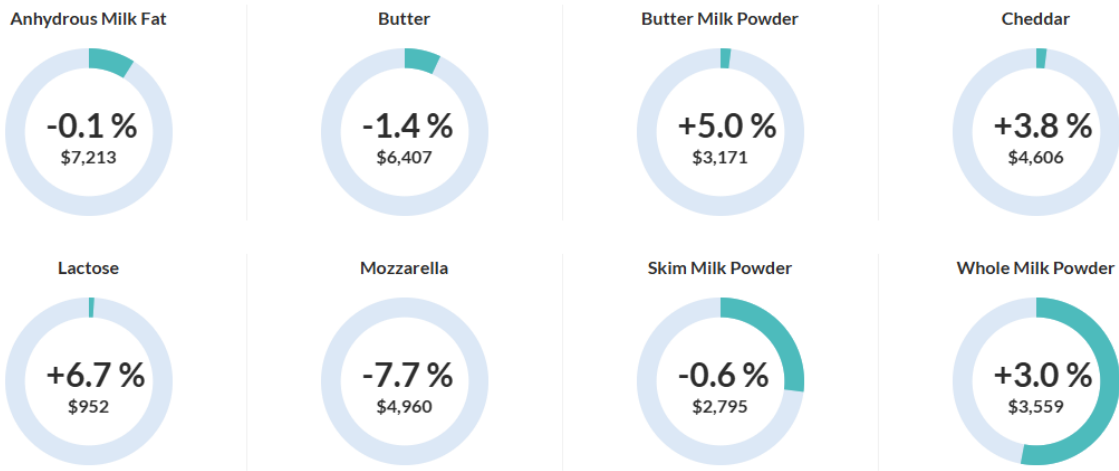 Anhydrous Milk Fat
-0.1 %
$7,213
Butter
-1.4 %
$6,407
Butter Milk Powder
+5.0 %
$3,171
Cheddar
+3.8 %
$4,606
Lactose
+6.7 %
$952
Mozzarella
-7.7 %
$4,960
Skim Milk Powder
-0.6 %
$2,795
Whole Milk Powder
+3.0 %
$3,559